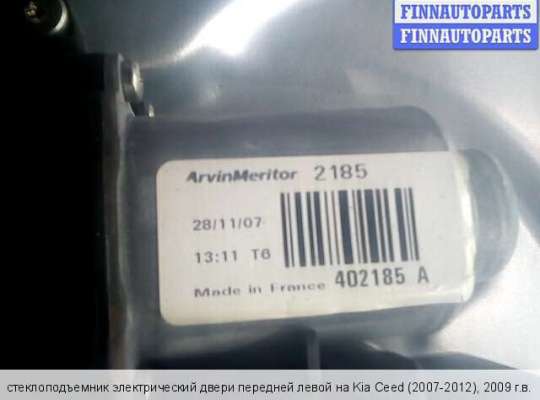 FINNAUTOPARTS
FINNAUTOPARTS
ArvinMeritor 2185
28/11/07
13:11 T6
402185 A
Made in France
стеклоподъемник электрический двери передней левой на Kia Ceed (2007-2012), 2009 г.в.